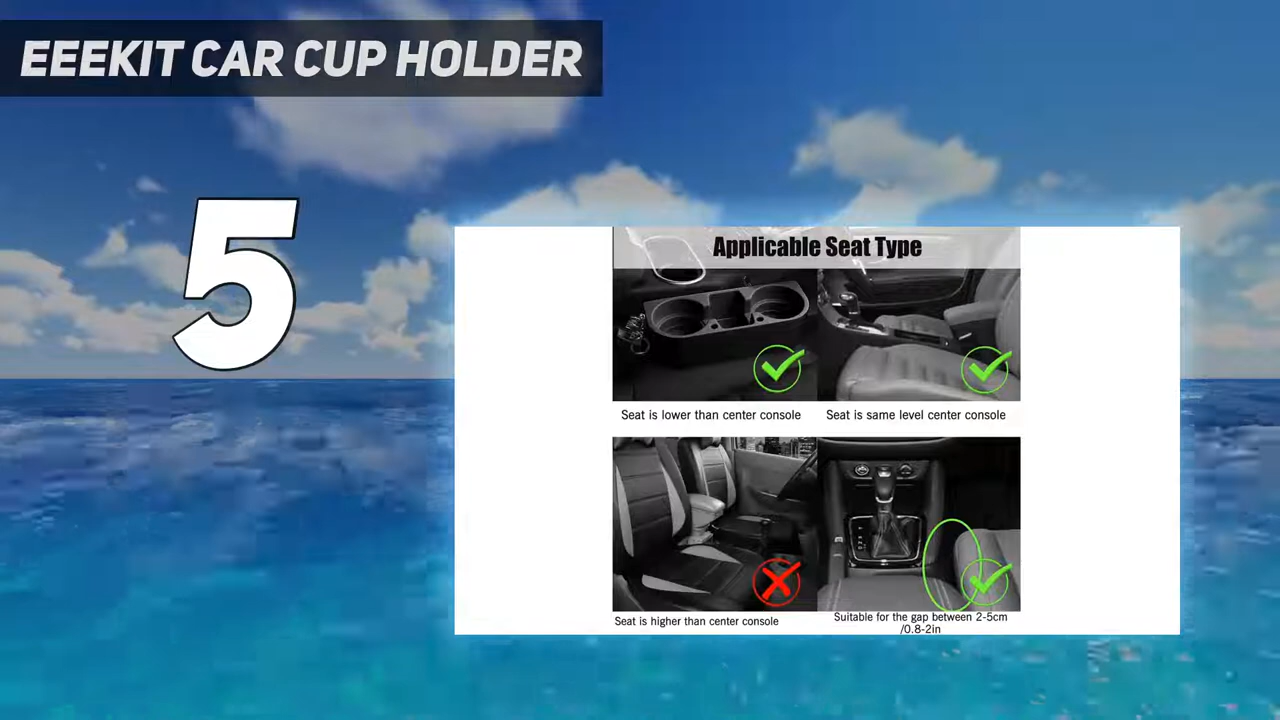 EEEKIT CAR CUP HOLDER
5
Applicable Seat Type
Seat is lower than center console
Seat is same level center console
Seat is higher than center console
Suitable for the gap between 2-5cm
/0.8-2in